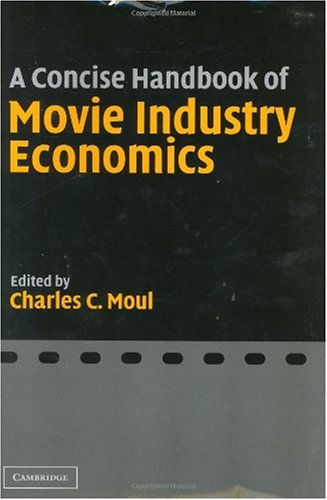 A Concise Handbook of
Movie Industry
Economics
Edited by
Charles C. Moul
CAMBRIDGE